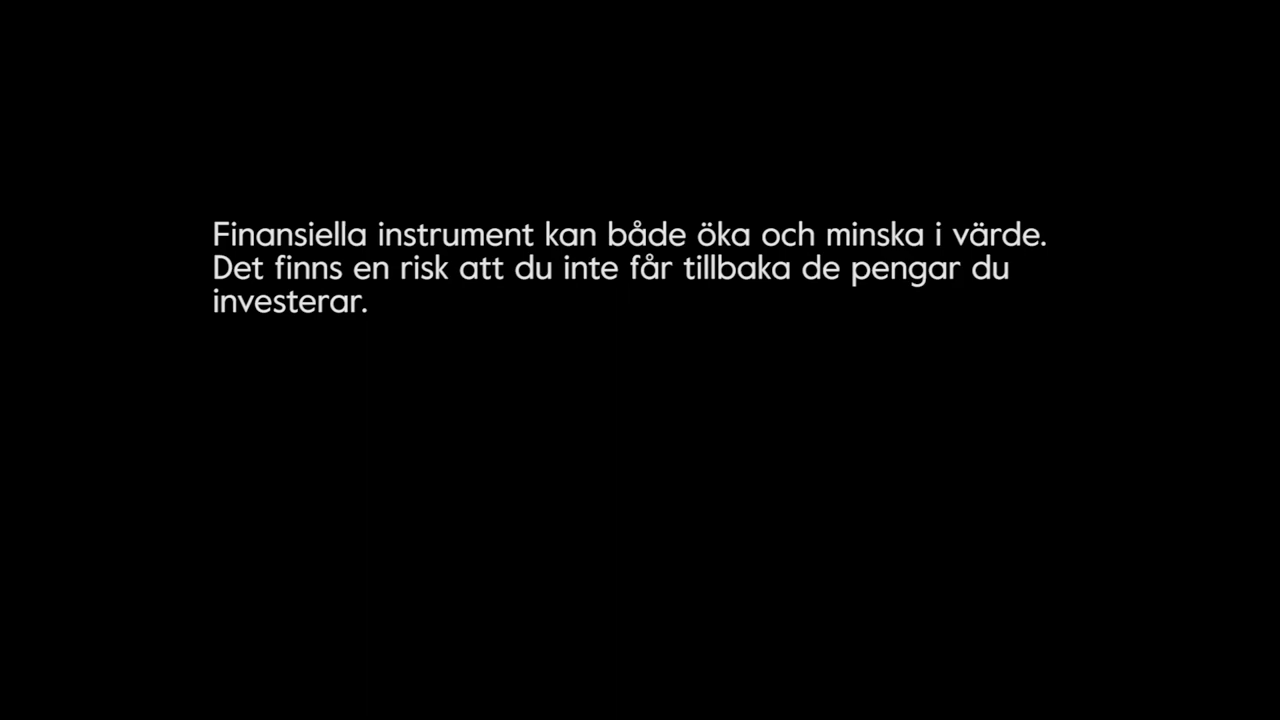 Finansiella instrument kan både öka och minska i värde.
Det finns en risk att du inte får tillbaka de pengar du
investerar.